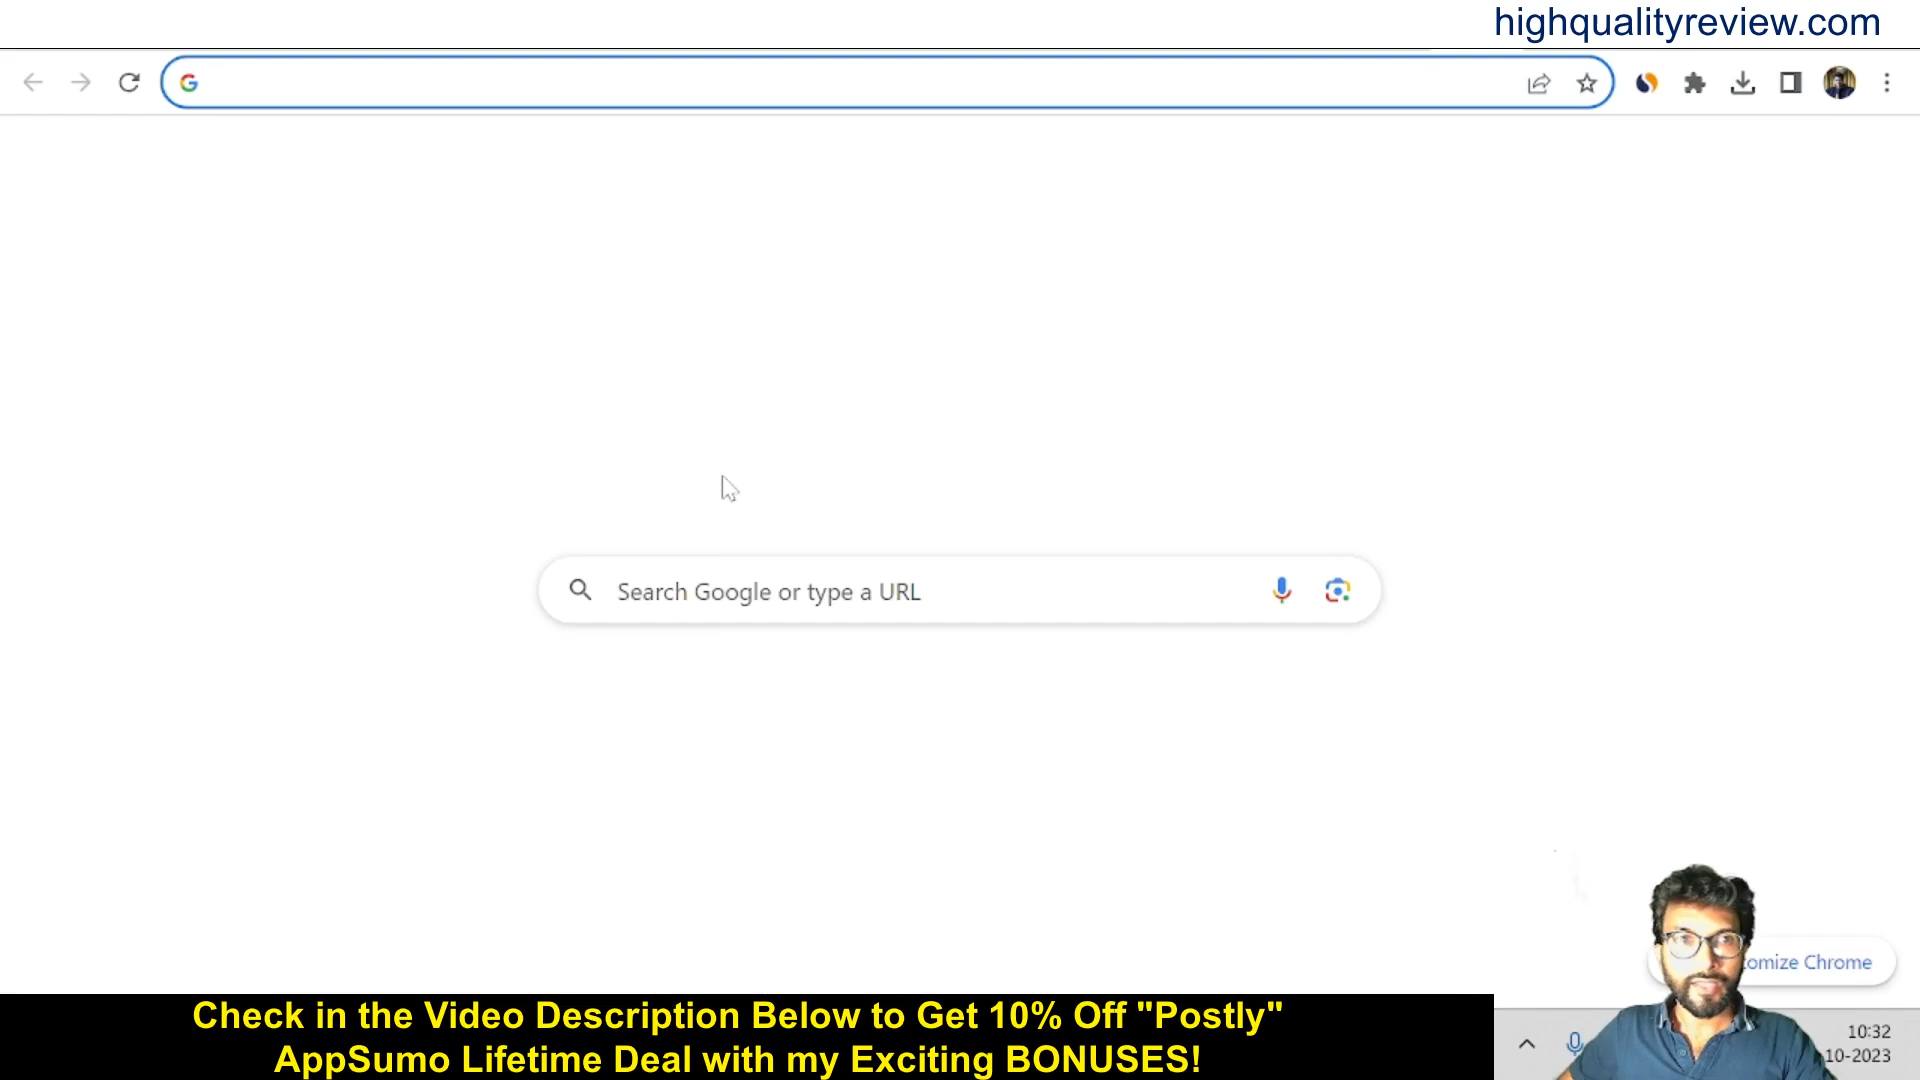 highqualityreview.com
Search Google or type a URL
omize Chrome
10:32
10-2023
Check in the Video Description Below to Get 10% Off "Postly"
AppSumo Lifetime Deal with my Exciting BONUSES!